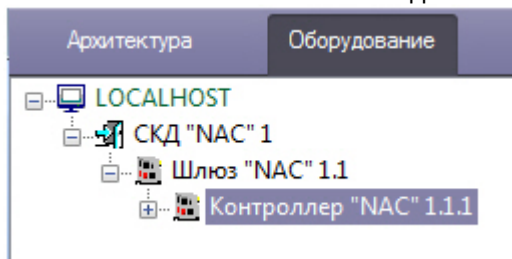 Архитектура Оборудование
LOCALHOST
СКД "NAC" 1
Шлюз "NAC" 1.1
Контроллер "NAC" 1.1.1